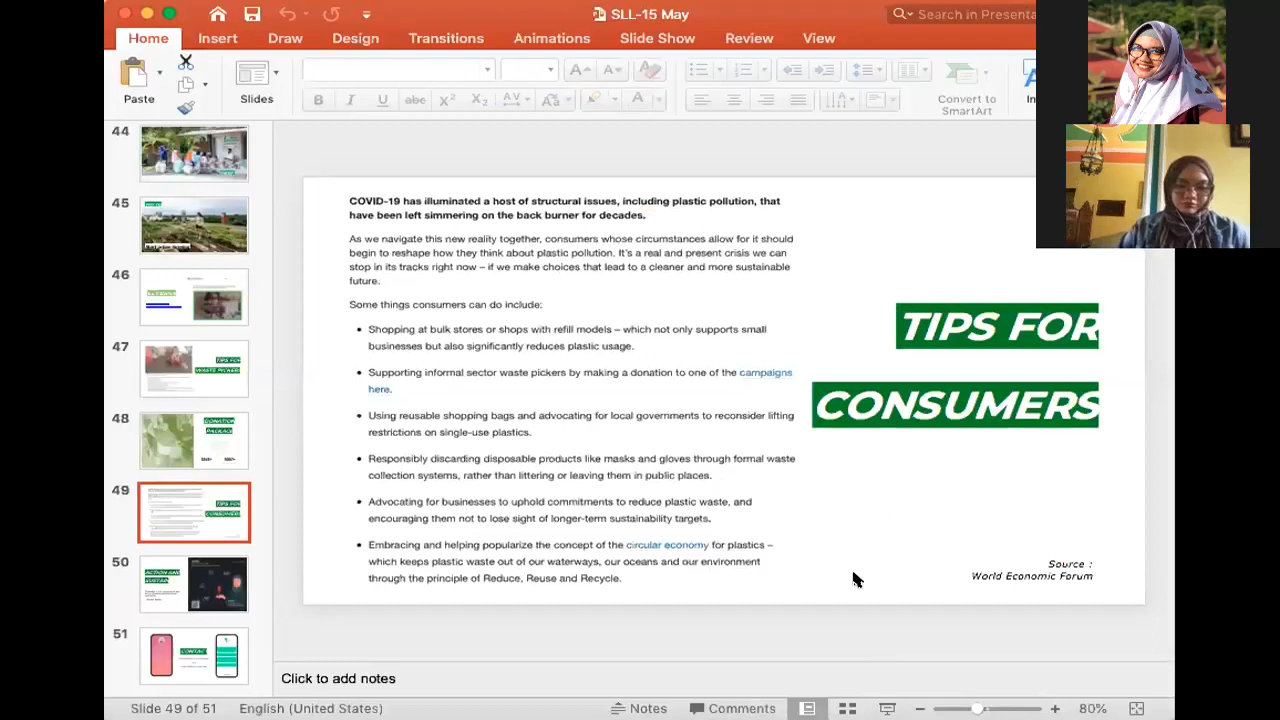 SLL-15 May
Search in Presenta
Home Insert Draw Design Transitions Animations Slide Show Review View
Paste
Slides
Convert to
SmartArt
44
45
46
47
48
49
50
51
COVID-19 has illuminated a host of structural issues, including plastic pollution, that
have been left simmering on the back burner for decades.
As we navigate this new reality together, consumers whose circumstances allow for it should
begin to reshape how they think about plastic pollution. It's a real and present crisis we can
stop in its tracks right now – if we make choices that lead to a cleaner and more sustainable
future.
Some things consumers can do include:
• Shopping at bulk stores or shops with refill models – which not only supports small
businesses but also significantly reduces plastic usage.
• Supporting informal sector waste pickers by making a donation to one of the campaigns
here.
• Using reusable shopping bags and advocating for local governments to reconsider lifting
restrictions on single-use plastics.
• Responsibly discarding disposable products like masks and gloves through formal waste
collection systems, rather than littering or leaving them in public places.
• Advocating for businesses to uphold commitments to reduce plastic waste, and
encouraging them not to lose sight of longer-term sustainability targets.
• Embracing and helping popularize the concept of the circular economy for plastics –
which keeps plastic waste out of our waterways, our oceans and our environment
through the principle of Reduce, Reuse and Recycle.
TIPS FOR
CONSUMERS
Source :
World Economic Forum
Click to add notes
Slide 49 of 51 English (United States) Notes Comments 80%